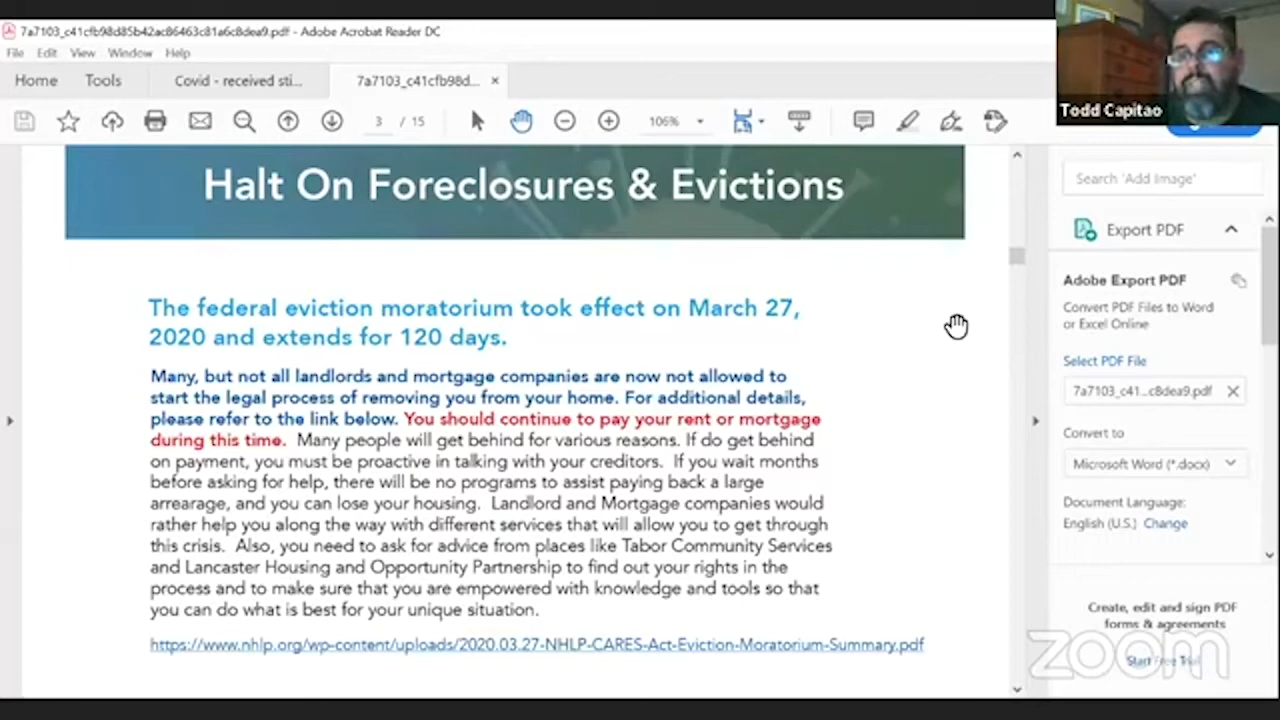 7a7103_c41cfb98d85b42ac86463c81a6c8dea9.pdf - Adobe Acrobat Reader DC
File Edit View Window Help
Home Tools Covid - received sti... 7a7103_c41cfb98d... ×
3 / 15 106%
Todd Capitao
Halt On Foreclosures & Evictions
The federal eviction moratorium took effect on March 27,
2020 and extends for 120 days.
Many, but not all landlords and mortgage companies are now not allowed to
start the legal process of removing you from your home. For additional details,
please refer to the link below. You should continue to pay your rent or mortgage
during this time. Many people will get behind for various reasons. If do get behind
on payment, you must be proactive in talking with your creditors. If you wait months
before asking for help, there will be no programs to assist paying back a large
arrearage, and you can lose your housing. Landlord and Mortgage companies would
rather help you along the way with different services that will allow you to get through
this crisis. Also, you need to ask for advice from places like Tabor Community Services
and Lancaster Housing and Opportunity Partnership to find out your rights in the
process and to make sure that you are empowered with knowledge and tools so that
you can do what is best for your unique situation.
https://www.nhlp.org/wp-content/uploads/2020.03.27-NHLP-CARES-Act-Eviction-Moratorium-Summary.pdf
Search 'Add Image'
Export PDF
Adobe Export PDF
Convert PDF Files to Word
or Excel Online
Select PDF File
7a7103_c41...c8dea9.pdf ×
Convert to
Microsoft Word (*.docx)
Document Language:
English (U.S.) Change
Create, edit and sign PDF
forms & agreements
Start Free Trial
zoom